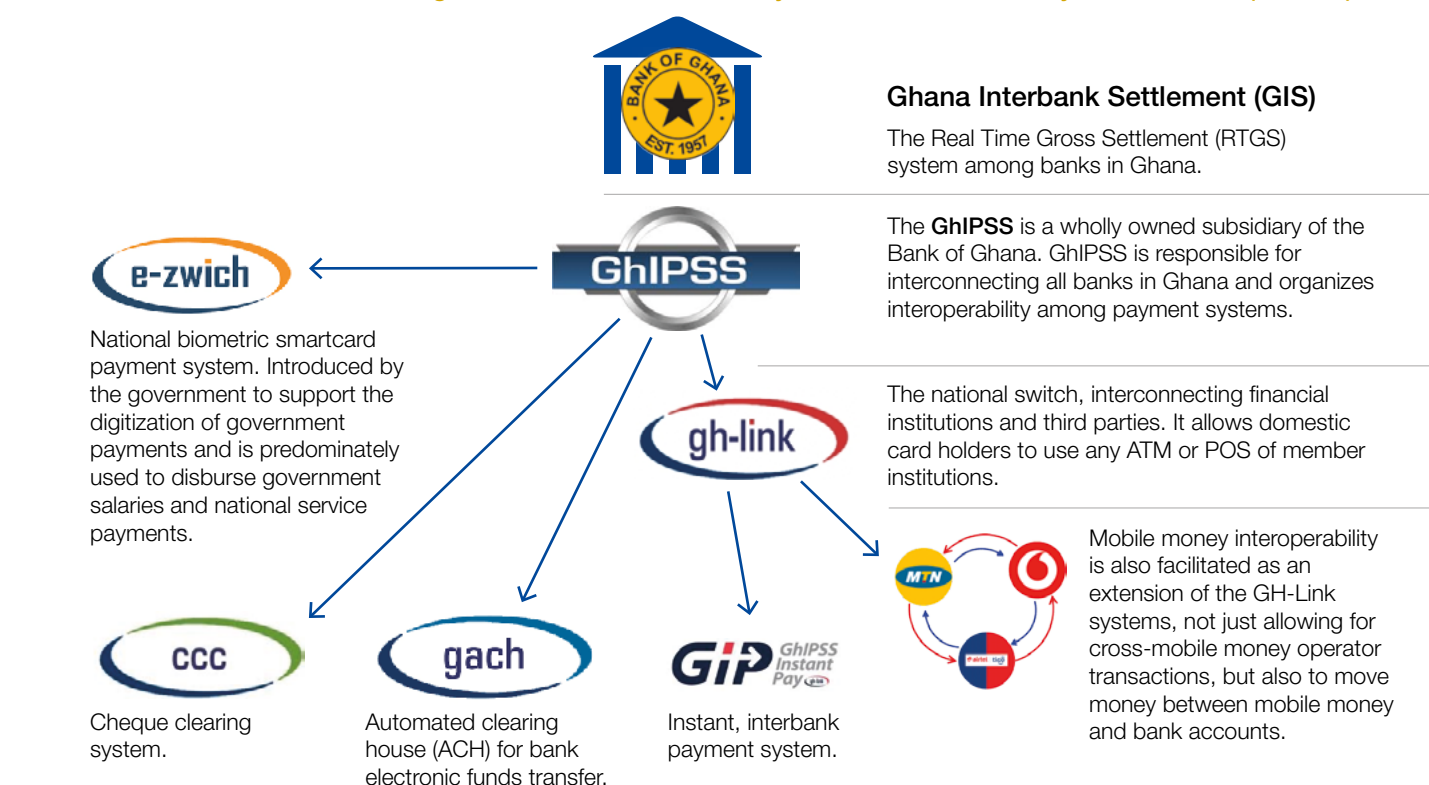 BANK OF GHANA
EST. 1957
Ghana Interbank Settlement (GIS)
The Real Time Gross Settlement (RTGS)
system among banks in Ghana.
GhIPSS
The GhIPSS is a wholly owned subsidiary of the
Bank of Ghana. GhIPSS is responsible for
interconnecting all banks in Ghana and organizes
interoperability among payment systems.
e-zwich
National biometric smartcard
payment system. Introduced by
the government to support the
digitization of government
payments and is predominately
used to disburse government
salaries and national service
payments.
gh-link
The national switch, interconnecting financial
institutions and third parties. It allows domestic
card holders to use any ATM or POS of member
institutions.
MTN
airtel tigo
Mobile money interoperability
is also facilitated as an
extension of the GH-Link
systems, not just allowing for
cross-mobile money operator
transactions, but also to move
money between mobile money
and bank accounts.
ccc
Cheque clearing
system.
gach
Automated clearing
house (ACH) for bank
electronic funds transfer.
GiP
GhIPSS
Instant
Pay
Instant, interbank
payment system.